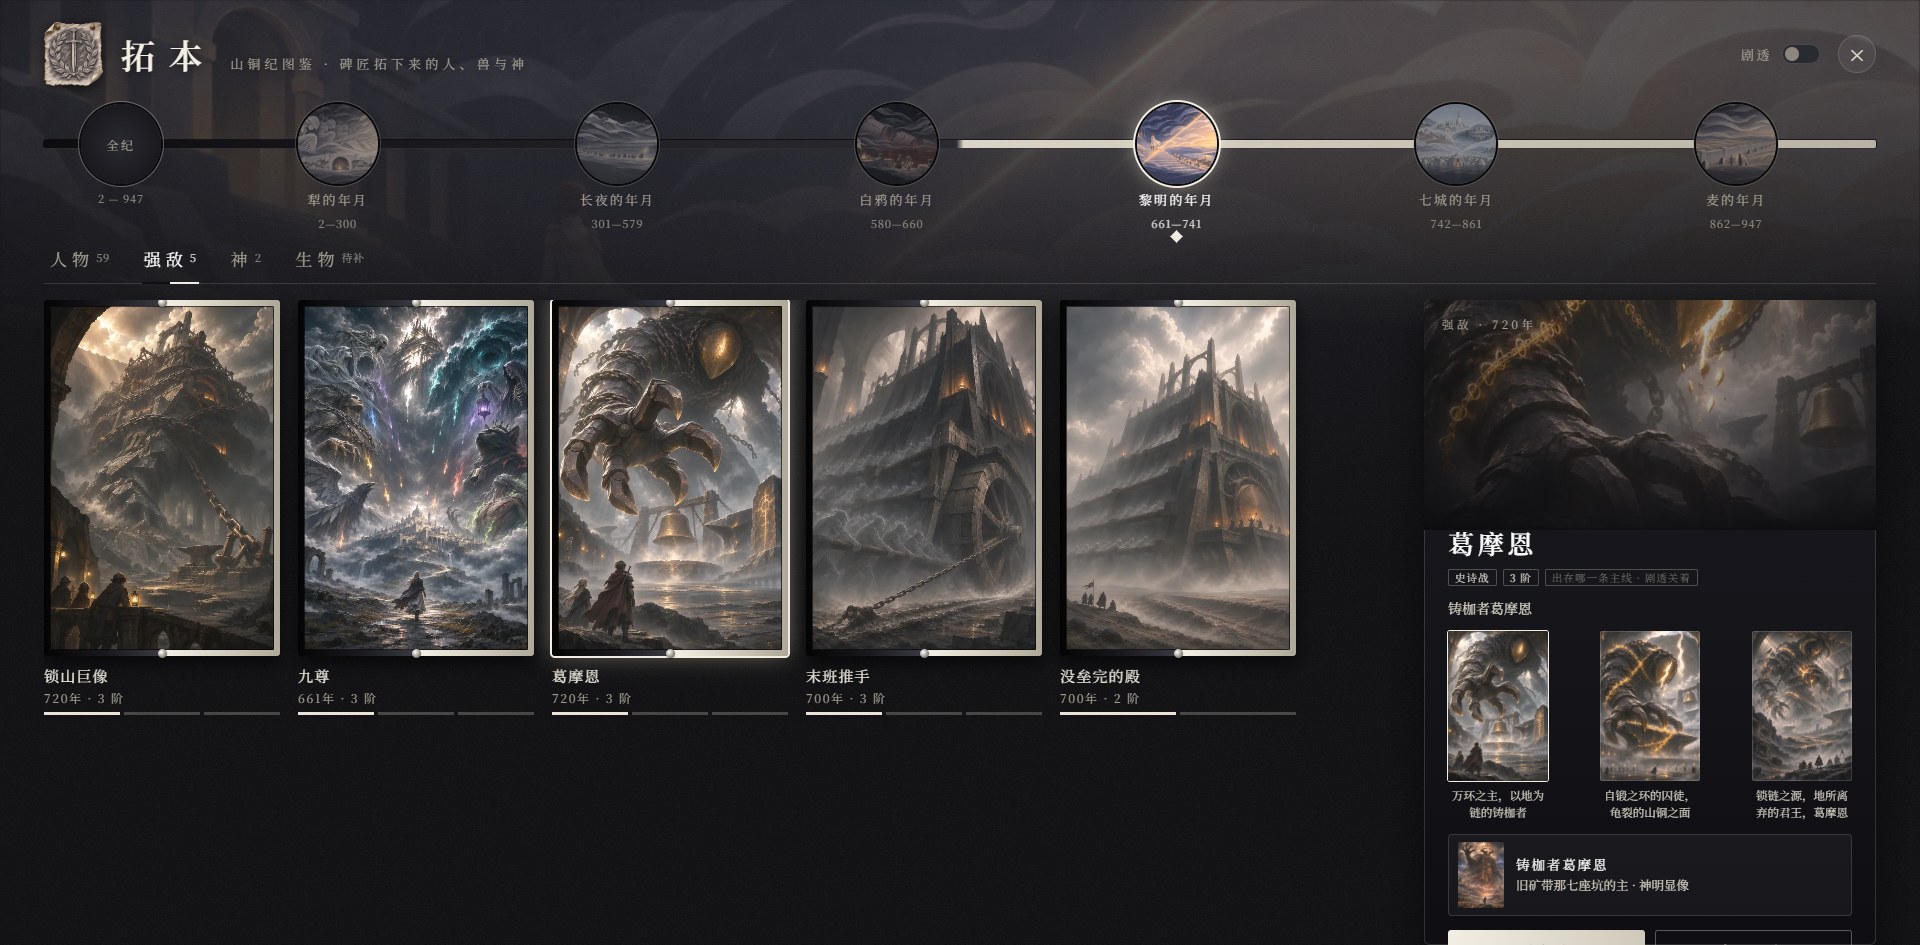 拓本
山铜纪图鉴 · 碑匠拓下来的人、兽与神
剧透
全纪
2 — 947
犁的年月
2—300
长夜的年月
301—579
白鸦的年月
580—660
黎明的年月
661—741
七城的年月
742—861
麦的年月
862—947
人物 59
强敌 5
神 2
生物 待补
锁山巨像
720年 · 3 阶
九尊
661年 · 3 阶
葛摩恩
720年 · 3 阶
末班推手
700年 · 3 阶
没垒完的殿
700年 · 2 阶
强敌 · 720年
葛摩恩
史诗战
3 阶
出在哪一条主线 · 剧透关着
铸枷者葛摩恩
万环之主，以地为
链的铸枷者
自锻之环的囚徒，
龟裂的山铜之面
锁链之源，地所离
弃的君王，葛摩恩
铸枷者葛摩恩
旧矿带那七座坑的主 · 神明显像